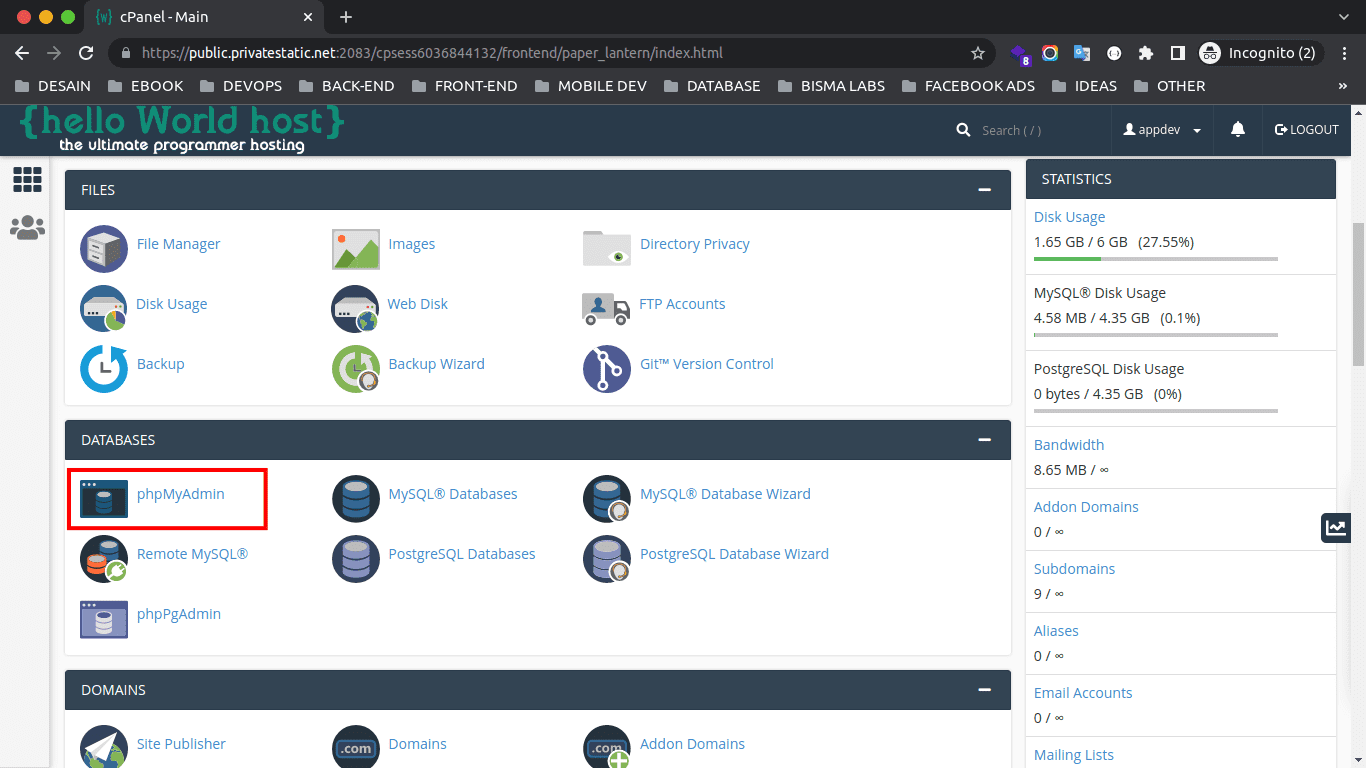 cPanel - Main
https://public.privatestatic.net:2083/cpsess6036844132/frontend/paper_lantern/index.html
8
Incognito (2)
DESAIN
EBOOK
DEVOPS
BACK-END
FRONT-END
MOBILE DEV
DATABASE
BISMA LABS
FACEBOOK ADS
IDEAS
OTHER
»
{hello World host}
the ultimate programmer hosting
Search ( / )
appdev
LOGOUT
FILES
File Manager
Images
Directory Privacy
Disk Usage
Web Disk
FTP Accounts
Backup
Backup Wizard
Git™ Version Control
DATABASES
phpMyAdmin
MySQL® Databases
MySQL® Database Wizard
Remote MySQL®
PostgreSQL Databases
PostgreSQL Database Wizard
phpPgAdmin
DOMAINS
Site Publisher
.com
Domains
.com
Addon Domains
STATISTICS
Disk Usage
1.65 GB / 6 GB (27.55%)
MySQL® Disk Usage
4.58 MB / 4.35 GB (0.1%)
PostgreSQL Disk Usage
0 bytes / 4.35 GB (0%)
Bandwidth
8.65 MB / ∞
Addon Domains
0 / ∞
Subdomains
9 / ∞
Aliases
0 / ∞
Email Accounts
0 / ∞
Mailing Lists